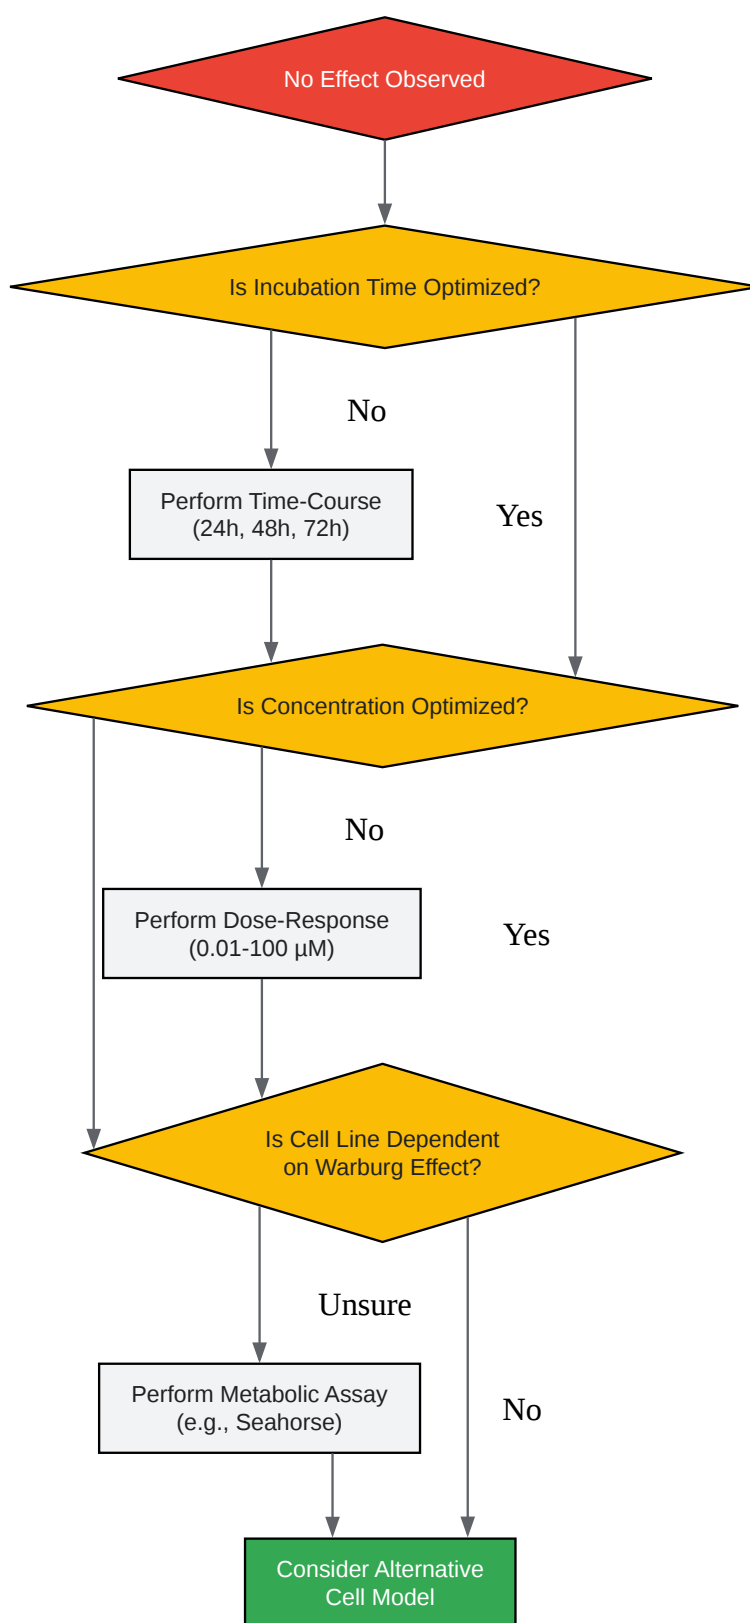 No Effect Observed
Is Incubation Time Optimized?
No
Perform Time-Course
(24h, 48h, 72h)
Yes
Is Concentration Optimized?
No
Perform Dose-Response
(0.01-100 µM)
Yes
Is Cell Line Dependent
on Warburg Effect?
Unsure
Perform Metabolic Assay
(e.g., Seahorse)
No
Consider Alternative
Cell Model